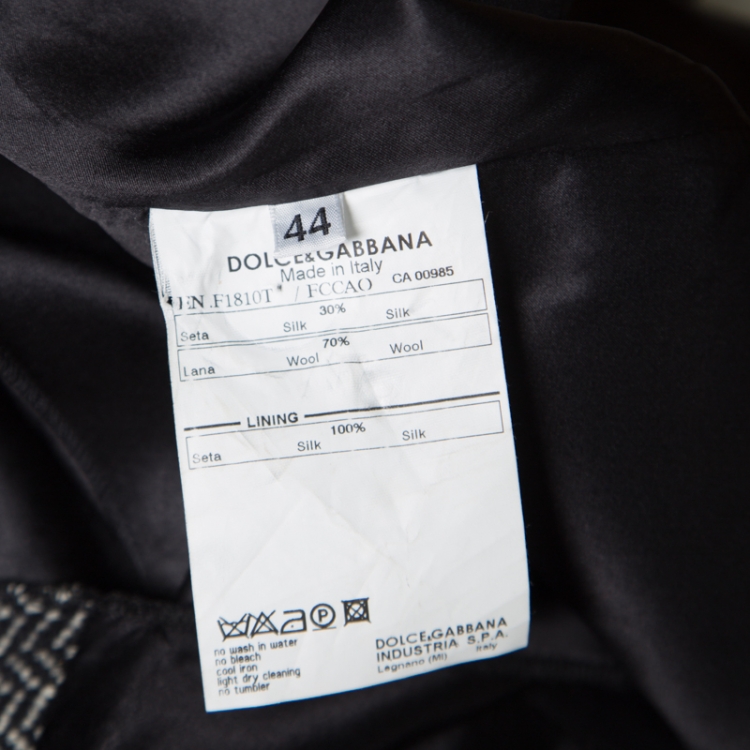 44
DOLCE&GABBANA
Made in Italy
CA 00985
F1810T / FCCAO
30%
Seta Silk Silk
70%
Lana Wool Wool
LINING
100%
Seta Silk Silk
P
no wash in water
no bleach
cool iron
light dry cleaning
no tumbler
DOLCE&GABBANA
INDUSTRIA S.P.A.
Legnano (MI) Italy